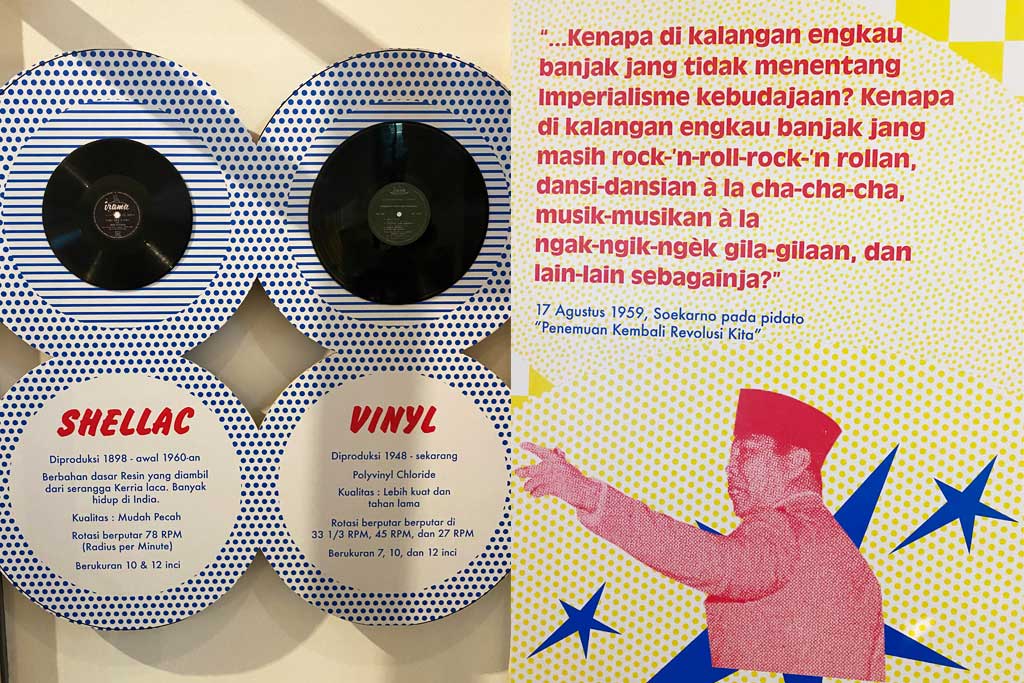 irama
SHELLAC
Diproduksi 1898 - awal 1960-an
Berbahan dasar Resin yang diambil
dari serangga Kerria laca. Banyak
hidup di India.
Kualitas : Mudah Pecah
Rotasi berputar 78 RPM
(Radius per Minute)
Berukuran 10 & 12 inci
VINYL
Diproduksi 1948 - sekarang
Polyvinyl Chloride
Kualitas : Lebih kuat dan
tahan lama
Rotasi berputar berputar di
33 1/3 RPM, 45 RPM, dan 27 RPM
Berukuran 7, 10, dan 12 inci
"...Kenapa di kalangan engkau
banjak jang tidak menentang
Imperialisme kebudajaan? Kenapa
di kalangan engkau banjak jang
masih rock-'n-roll-rock-'n rollan,
dansi-dansian à la cha-cha-cha,
musik-musikan à la
ngak-ngik-ngèk gila-gilaan, dan
lain-lain sebagainja?"
17 Agustus 1959, Soekarno pada pidato
"Penemuan Kembali Revolusi Kita"